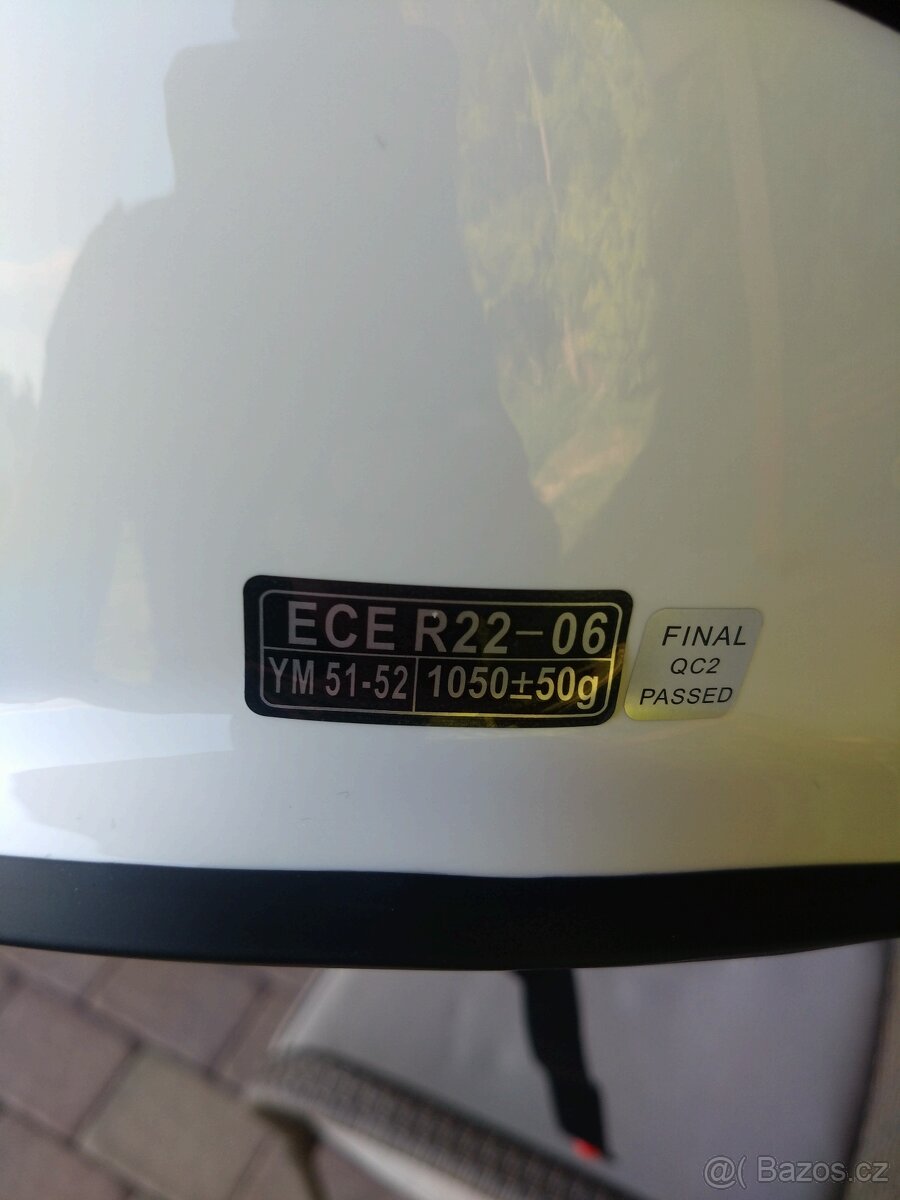 ECE R22-06
YM 51-52 1050±50g
FINAL
QC2
PASSED
@( Bazos.cz